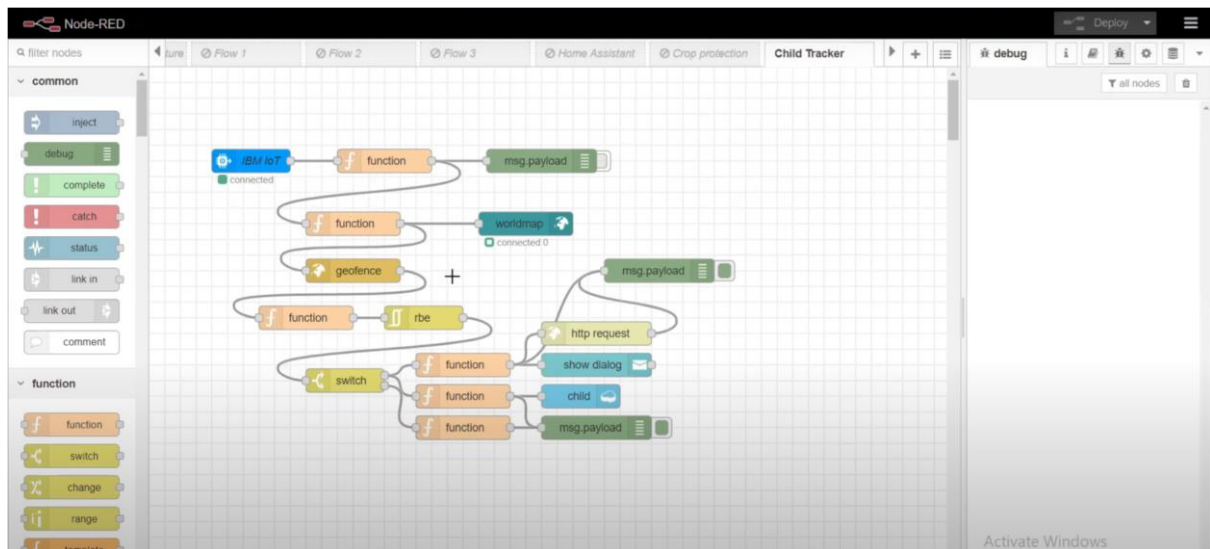 Node-RED
Deploy
filter nodes
ture
Flow 1
Flow 2
Flow 3
Home Assistant
Crop protection
Child Tracker
debug
i
all nodes
common
inject
debug
complete
catch
status
link in
link out
comment
function
function
switch
change
range
template
IBM IoT
connected
function
msg.payload
function
worldmap
connected 0
geofence
msg.payload
function
rbe
http request
switch
function
show dialog
function
child
function
msg.payload
Activate Windows